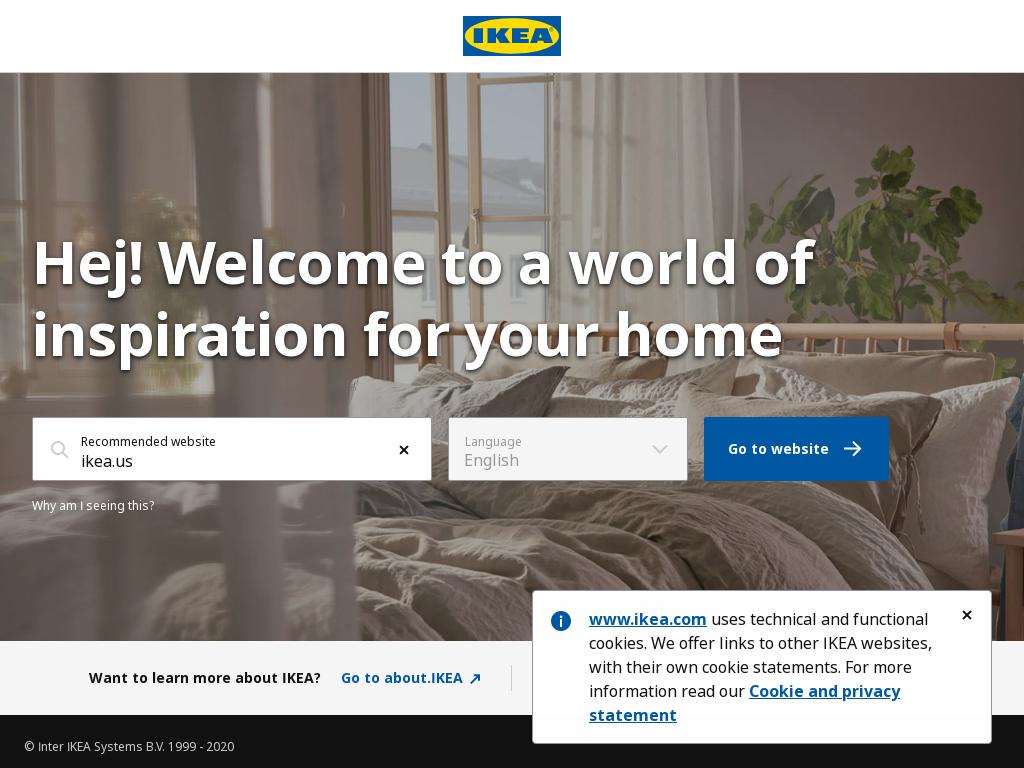 IKEA
Hej! Welcome to a world of
inspiration for your home
Recommended website
ikea.us
Language
English
Go to website
Why am I seeing this?
www.ikea.com uses technical and functional
cookies. We offer links to other IKEA websites,
with their own cookie statements. For more
information read our Cookie and privacy
statement
Want to learn more about IKEA?
Go to about.IKEA
© Inter IKEA Systems B.V. 1999 - 2020